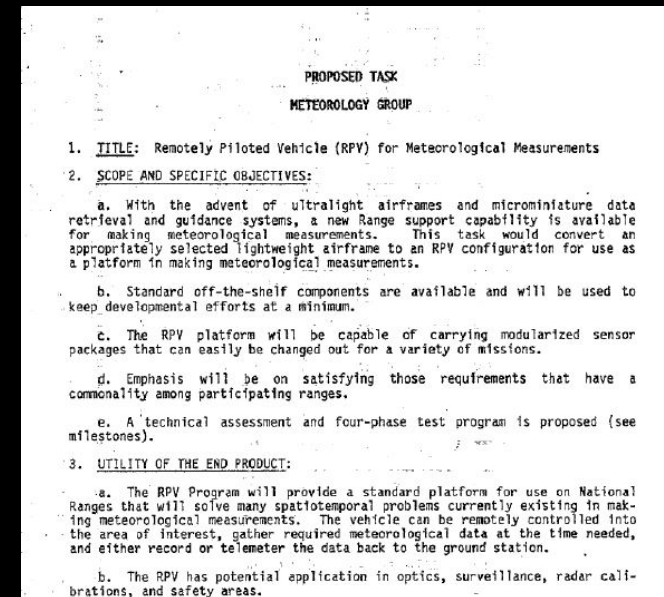 PROPOSED TASK
METEOROLOGY GROUP
1. TITLE: Remotely Piloted Vehicle (RPV) for Meteorological Measurements
2. SCOPE AND SPECIFIC OBJECTIVES:
a. With the advent of ultralight airframes and microminiature data
retrieval and guidance systems, a new Range support capability is available
for making meteorological measurements. This task would convert an
appropriately selected lightweight airframe to an RPV configuration for use as
a platform in making meteorological measurements.
b. Standard off-the-shelf components are available and will be used to
keep developmental efforts at a minimum.
c. The RPV platform will be capable of carrying modularized sensor
packages that can easily be changed out for a variety of missions.
d. Emphasis will be on satisfying those requirements that have a
commonality among participating ranges.
e. A technical assessment and four-phase test program is proposed (see
milestones).
3. UTILITY OF THE END PRODUCT:
a. The RPV Program will provide a standard platform for use on National
Ranges that will solve many spatiotemporal problems currently existing in mak-
ing meteorological measurements. The vehicle can be remotely controlled into
the area of interest, gather required meteorological data at the time needed,
and either record or telemeter the data back to the ground station.
b. The RPV has potential application in optics, surveillance, radar cali-
brations, and safety areas.